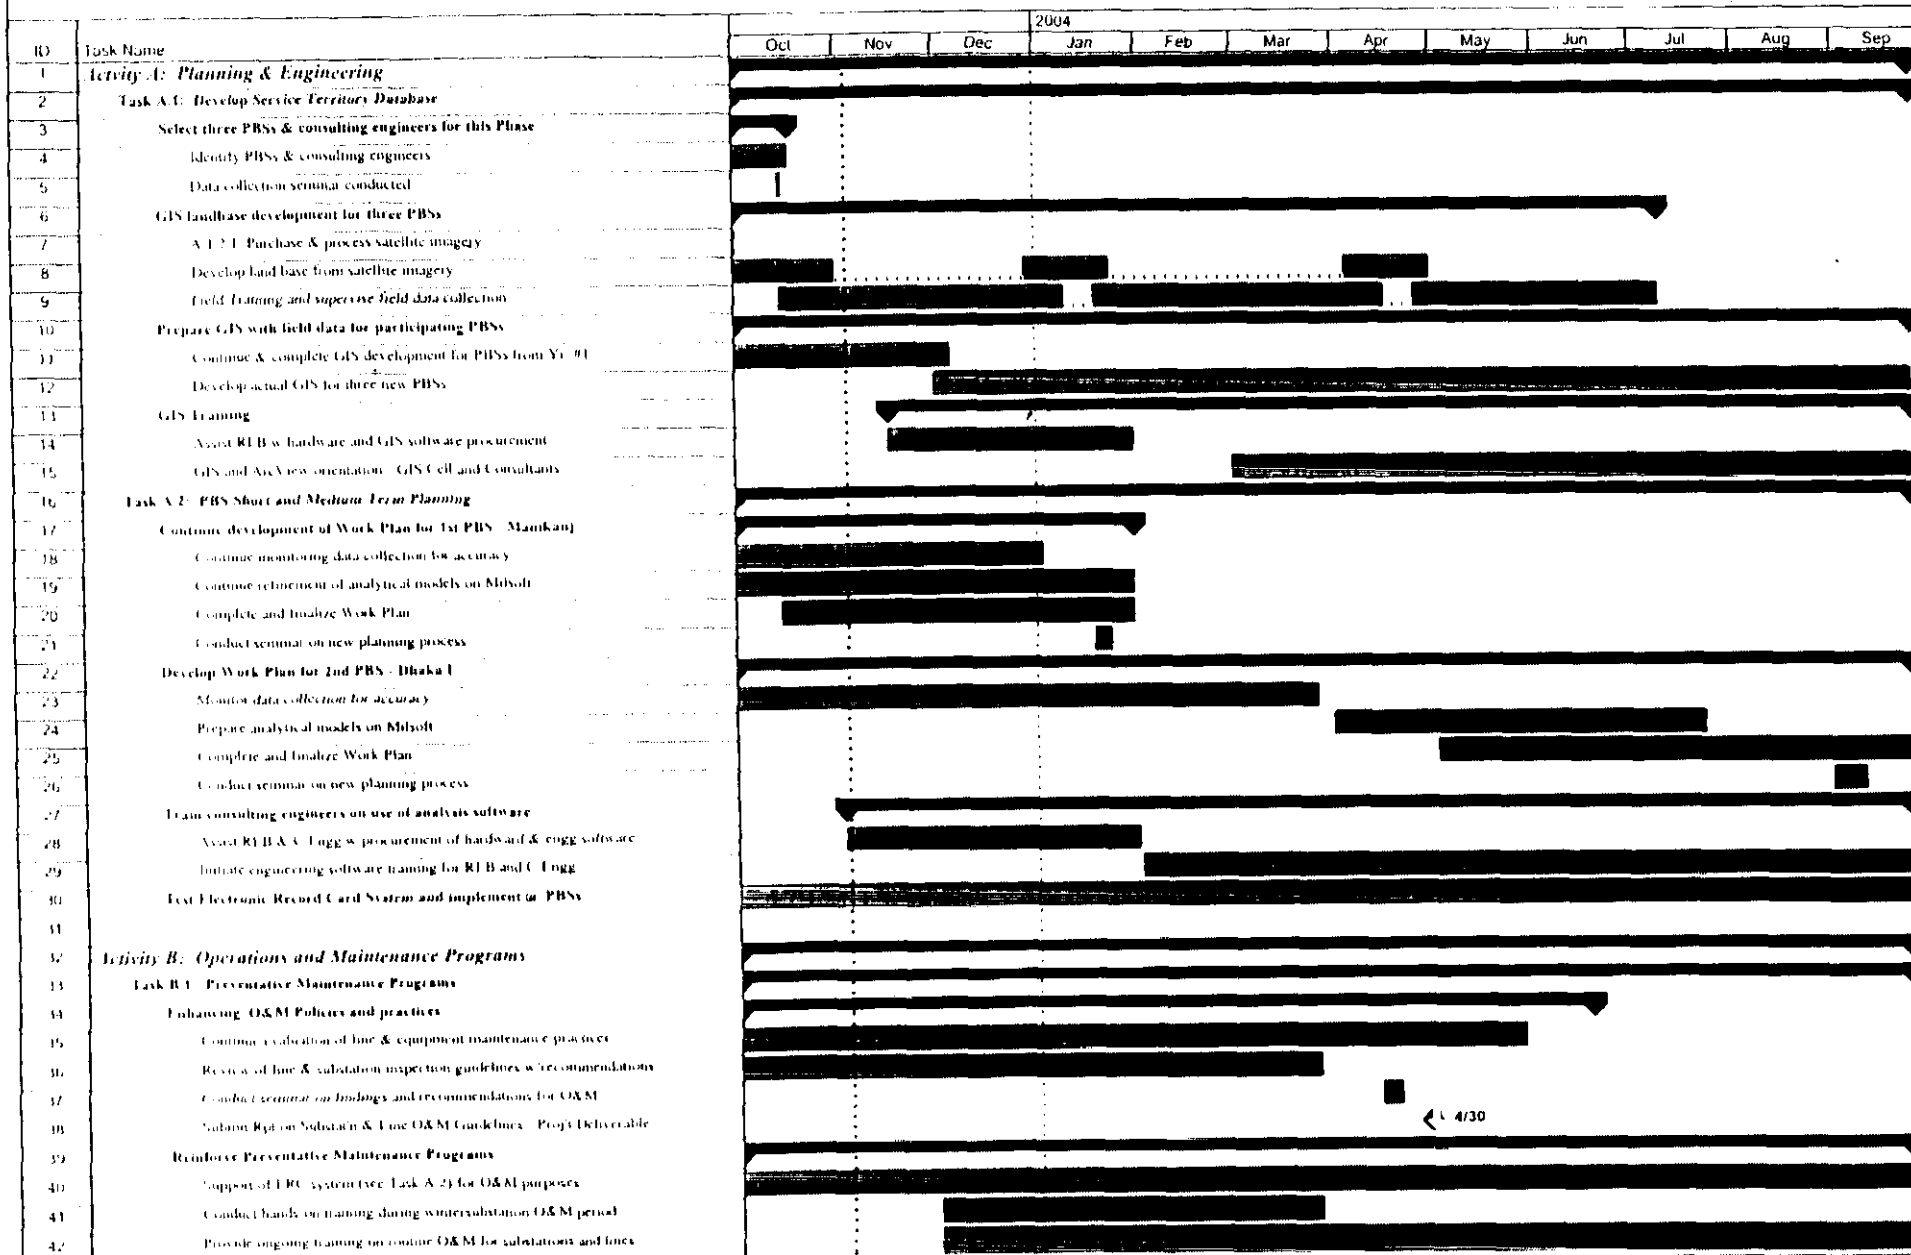 2004
ID Task Name Oct Nov Dec Jan Feb Mar Apr May Jun Jul Aug Sep
1 Activity A: Planning & Engineering
2 Task A.1: Develop Service Territory Database
3 Select three PBSs & consulting engineers for this Phase
4 Identify PBSs & consulting engineers
5 Data collection seminar conducted
6 GIS landbase development for three PBSs
7 A.1.2.1 Purchase & process satellite imagery
8 Develop land base from satellite imagery
9 Field Training and supervise field data collection
10 Prepare GIS with field data for participating PBSs
11 Continue & complete GIS development for PBSs from Yr. #1
12 Develop actual GIS for three new PBSs
13 GIS Training
14 Assist REB w hardware and GIS software procurement
15 GIS and ArcView orientation - GIS Cell and Consultants
16 Task A.2: PBS Short and Medium Term Planning
17 Continue development of Work Plan for 1st PBS - Manikanj
18 Continue monitoring data collection for accuracy
19 Continue refinement of analytical models on Milsoft
20 Complete and finalize Work Plan
21 Conduct seminar on new planning process
22 Develop Work Plan for 2nd PBS - Dhaka I
23 Monitor data collection for accuracy
24 Prepare analytical models on Milsoft
25 Complete and finalize Work Plan
26 Conduct seminar on new planning process
27 Train consulting engineers on use of analysis software
28 Assist REB & C. Engg w procurement of hardward & engg software
29 Initiate engineering software training for REB and C. Engg
30 Test Electronic Record Card System and implement @ PBSs
31
32 Activity B: Operations and Maintenance Programs
33 Task B.1: Preventative Maintenance Programs
34 Enhancing O&M Policies and practices
35 Continue evaluation of line & equipment maintenance practices
36 Review of line & substation inspection guidelines w/recommendations
37 Conduct seminar on findings and recommendations for O&M
38 Submit Rpt on Substa'n & Line O&M Guidelines - Proj't Deliverable 4/30
39 Reinforce Preventative Maintenance Programs
40 Support of ERC system (see Task A.2) for O&M purposes
41 Conduct hands on training during wintersubstation O&M period
42 Provide ongoing training on routine O&M for substations and lines